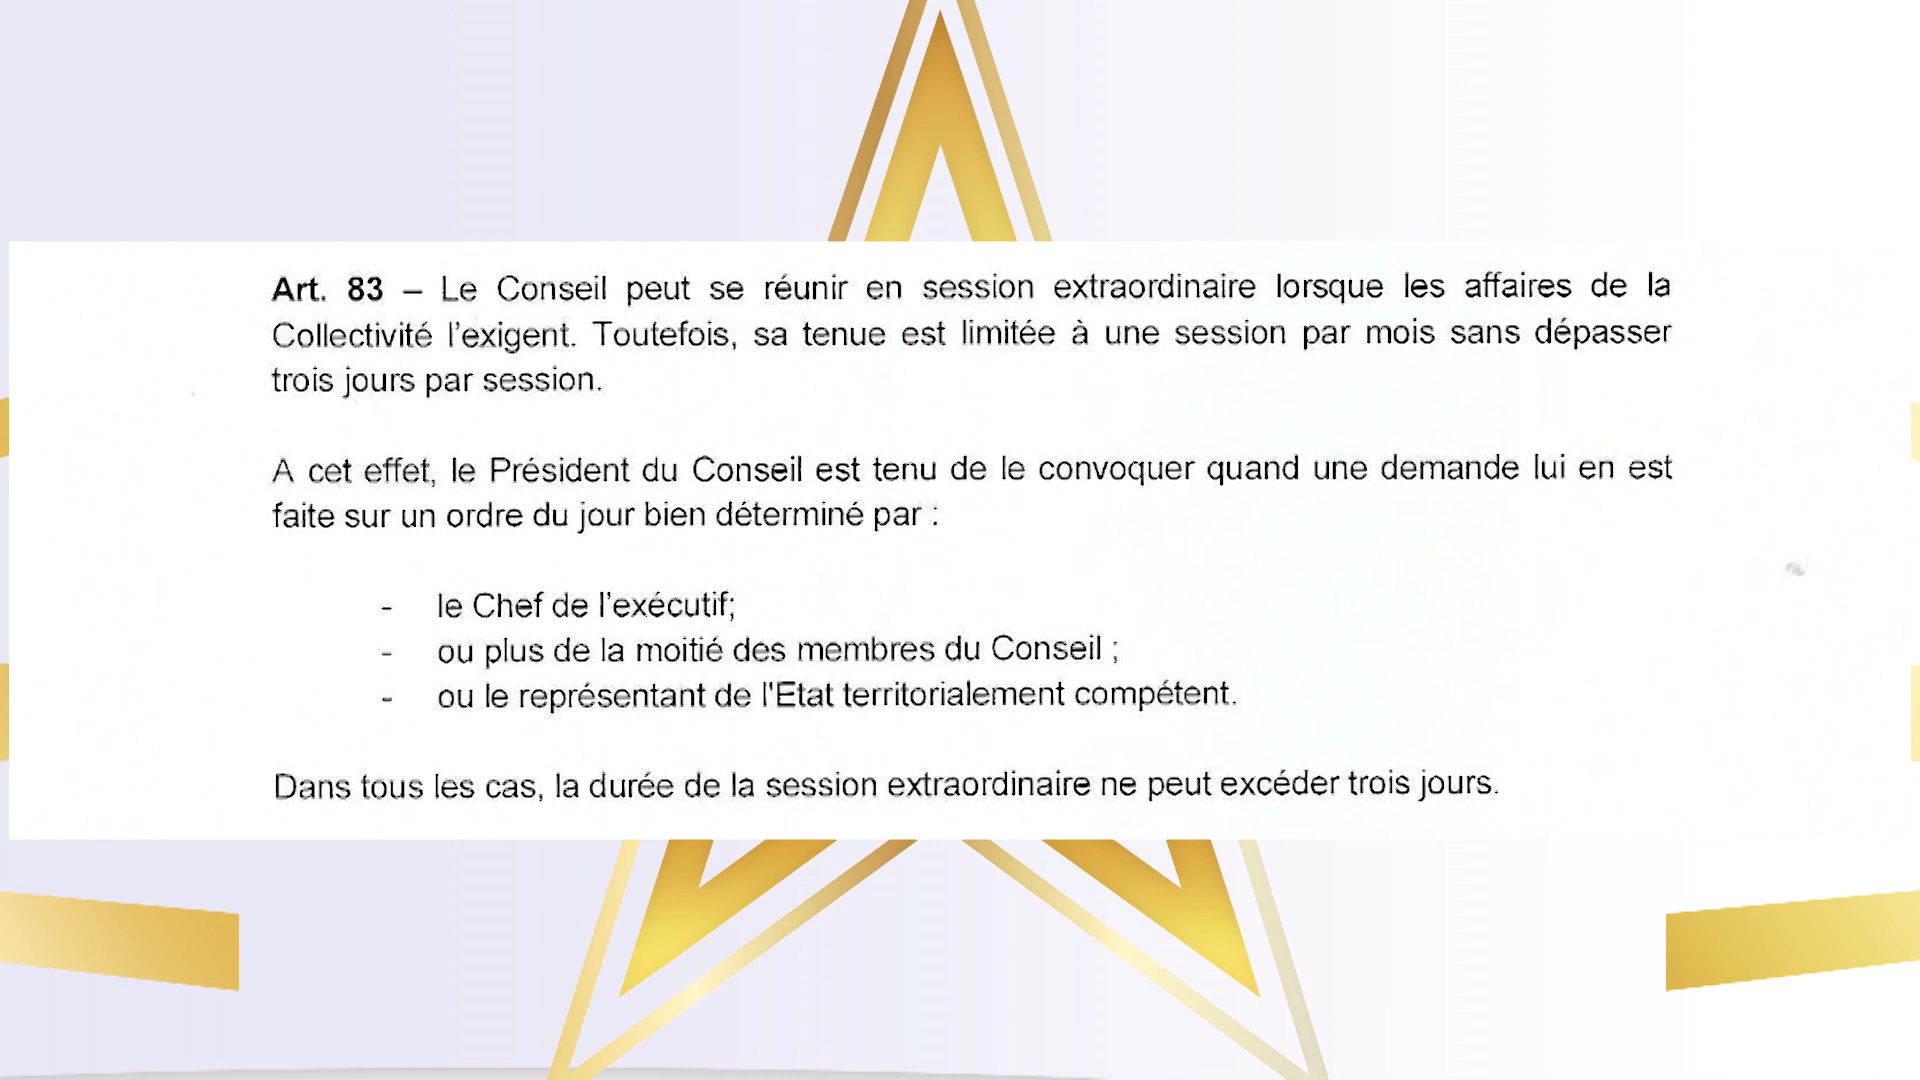 Art. 83 – Le Conseil peut se réunir en session extraordinaire lorsque les affaires de la
Collectivité l'exigent. Toutefois, sa tenue est limitée à une session par mois sans dépasser
trois jours par session.
A cet effet, le Président du Conseil est tenu de le convoquer quand une demande lui en est
faite sur un ordre du jour bien déterminé par :
- le Chef de l'exécutif;
- ou plus de la moitié des membres du Conseil ;
- ou le représentant de l'Etat territorialement compétent.
Dans tous les cas, la durée de la session extraordinaire ne peut excéder trois jours.